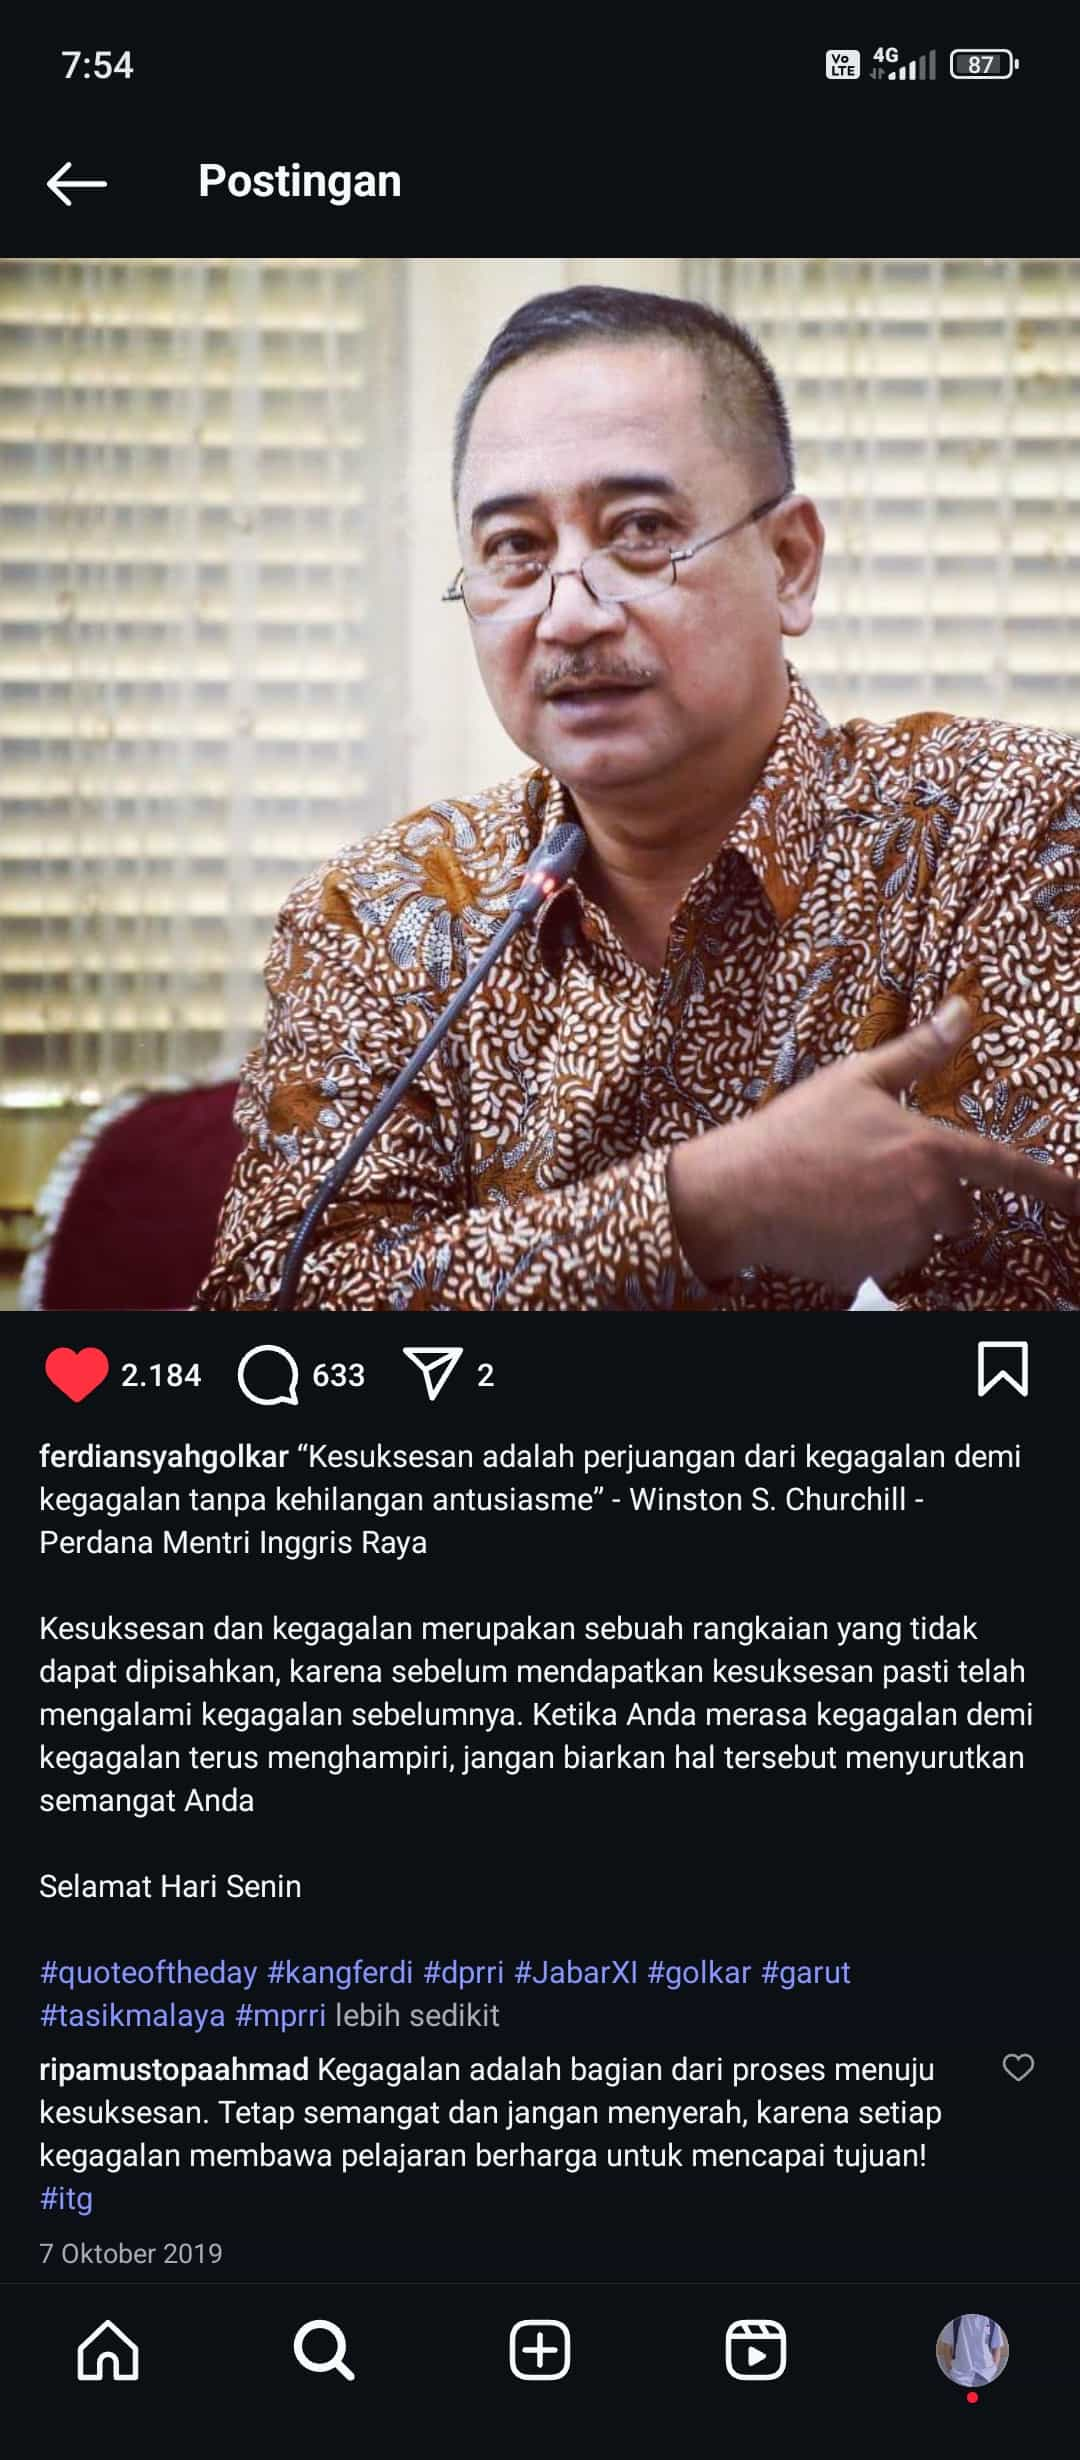 7:54
Vo LTE 4G 87
Postingan
2.184 633 2
ferdiansyahgolkar “Kesuksesan adalah perjuangan dari kegagalan demi
kegagalan tanpa kehilangan antusiasme” - Winston S. Churchill -
Perdana Mentri Inggris Raya
Kesuksesan dan kegagalan merupakan sebuah rangkaian yang tidak
dapat dipisahkan, karena sebelum mendapatkan kesuksesan pasti telah
mengalami kegagalan sebelumnya. Ketika Anda merasa kegagalan demi
kegagalan terus menghampiri, jangan biarkan hal tersebut menyurutkan
semangat Anda
Selamat Hari Senin
#quoteoftheday #kangferdi #dprri #JabarXI #golkar #garut
#tasikmalaya #mprri lebih sedikit
ripamustopaahmad Kegagalan adalah bagian dari proses menuju
kesuksesan. Tetap semangat dan jangan menyerah, karena setiap
kegagalan membawa pelajaran berharga untuk mencapai tujuan!
#itg
7 Oktober 2019